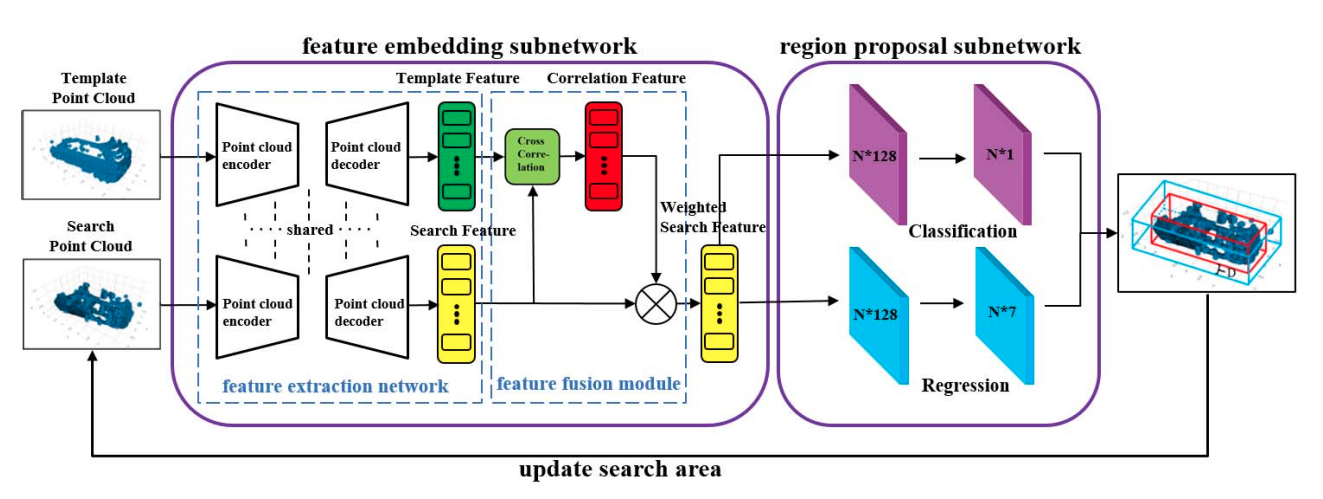 feature embedding subnetwork
region proposal subnetwork
Template
Point Cloud
Template Feature
Correlation Feature
Point cloud
encoder
Point cloud
decoder
Cross
Corre-
lation
N*128
N*1
Search
Point Cloud
shared
Search Feature
Weighted
Search Feature
Classification
D
Point cloud
encoder
Point cloud
decoder
N*128
N*7
feature extraction network
feature fusion module
Regression
update search area